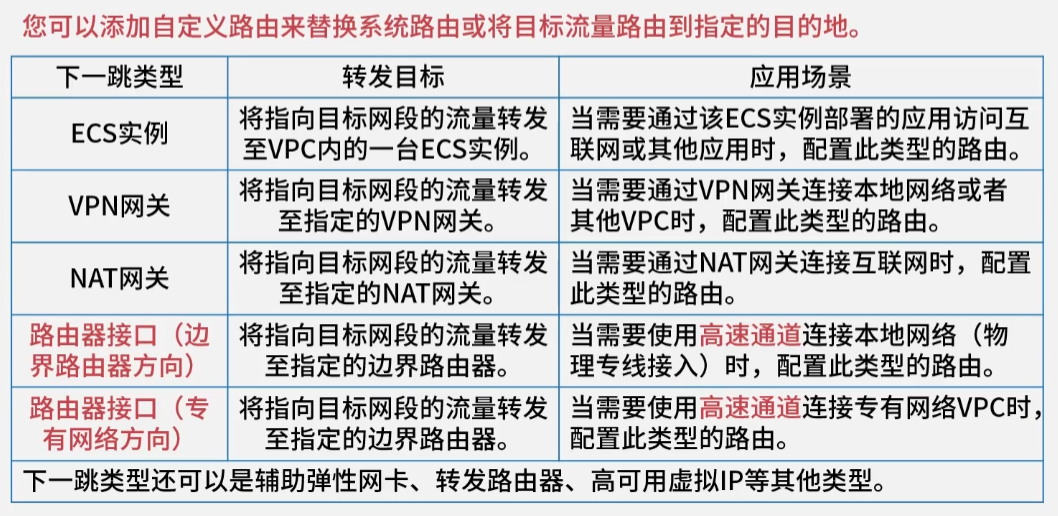 您可以添加自定义路由来替换系统路由或将目标流量路由到指定的目的地。
下一跳类型 转发目标 应用场景
ECS实例
将指向目标网段的流量转发
至VPC内的一台ECS实例。
当需要通过该ECS实例部署的应用访问互
联网或其他应用时，配置此类型的路由。
VPN网关
将指向目标网段的流量转发
至指定的VPN网关。
当需要通过VPN网关连接本地网络或者
其他VPC时，配置此类型的路由。
NAT网关
将指向目标网段的流量转发
至指定的NAT网关。
当需要通过NAT网关连接互联网时，配置
此类型的路由。
路由器接口（边
界路由器方向）
将指向目标网段的流量转发
至指定的边界路由器。
当需要使用高速通道连接本地网络（物
理专线接入）时，配置此类型的路由。
路由器接口（专
有网络方向）
将指向目标网段的流量转发
至指定的边界路由器。
当需要使用高速通道连接专有网络VPC时，
配置此类型的路由。
下一跳类型还可以是辅助弹性网卡、转发路由器、高可用虚拟IP等其他类型。